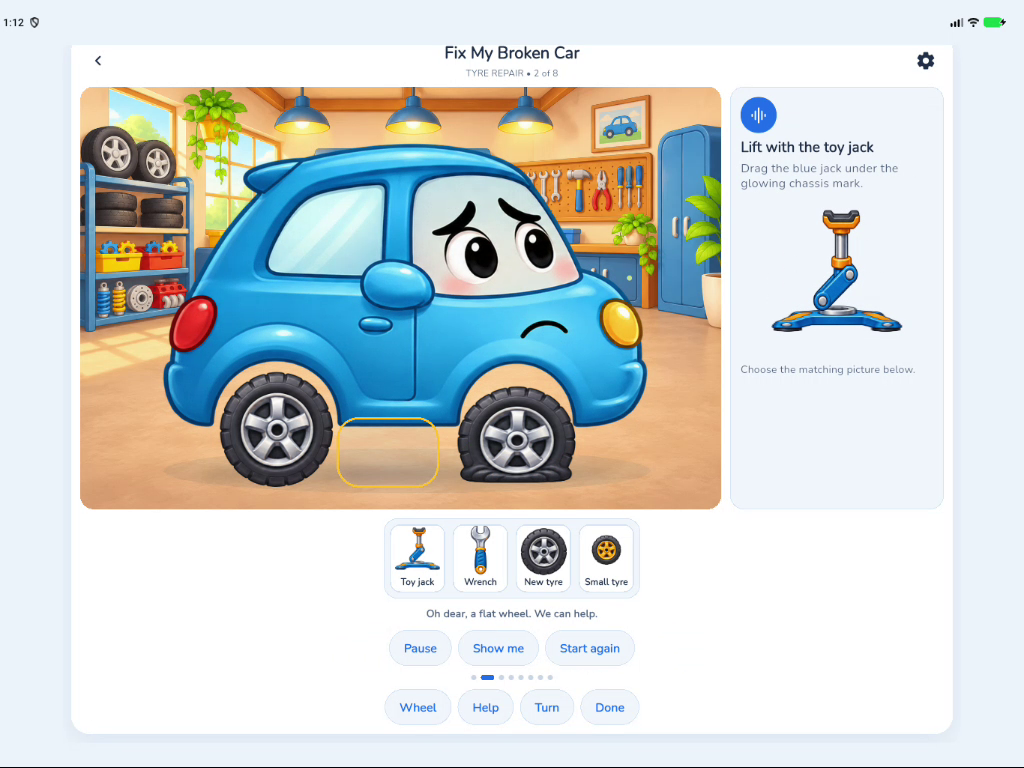 1:12
Fix My Broken Car
TYRE REPAIR • 2 of 8
Lift with the toy jack
Drag the blue jack under the
glowing chassis mark.
Choose the matching picture below.
Toy jack
Wrench
New tyre
Small tyre
Oh dear, a flat wheel. We can help.
Pause
Show me
Start again
Wheel
Help
Turn
Done